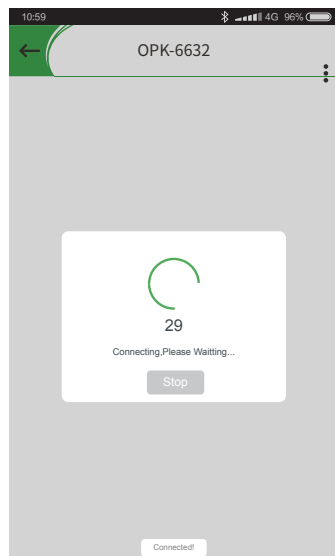 10:59 4G 96%
OPK-6632
29
Connecting,Please Waitting...
Stop
Connected!